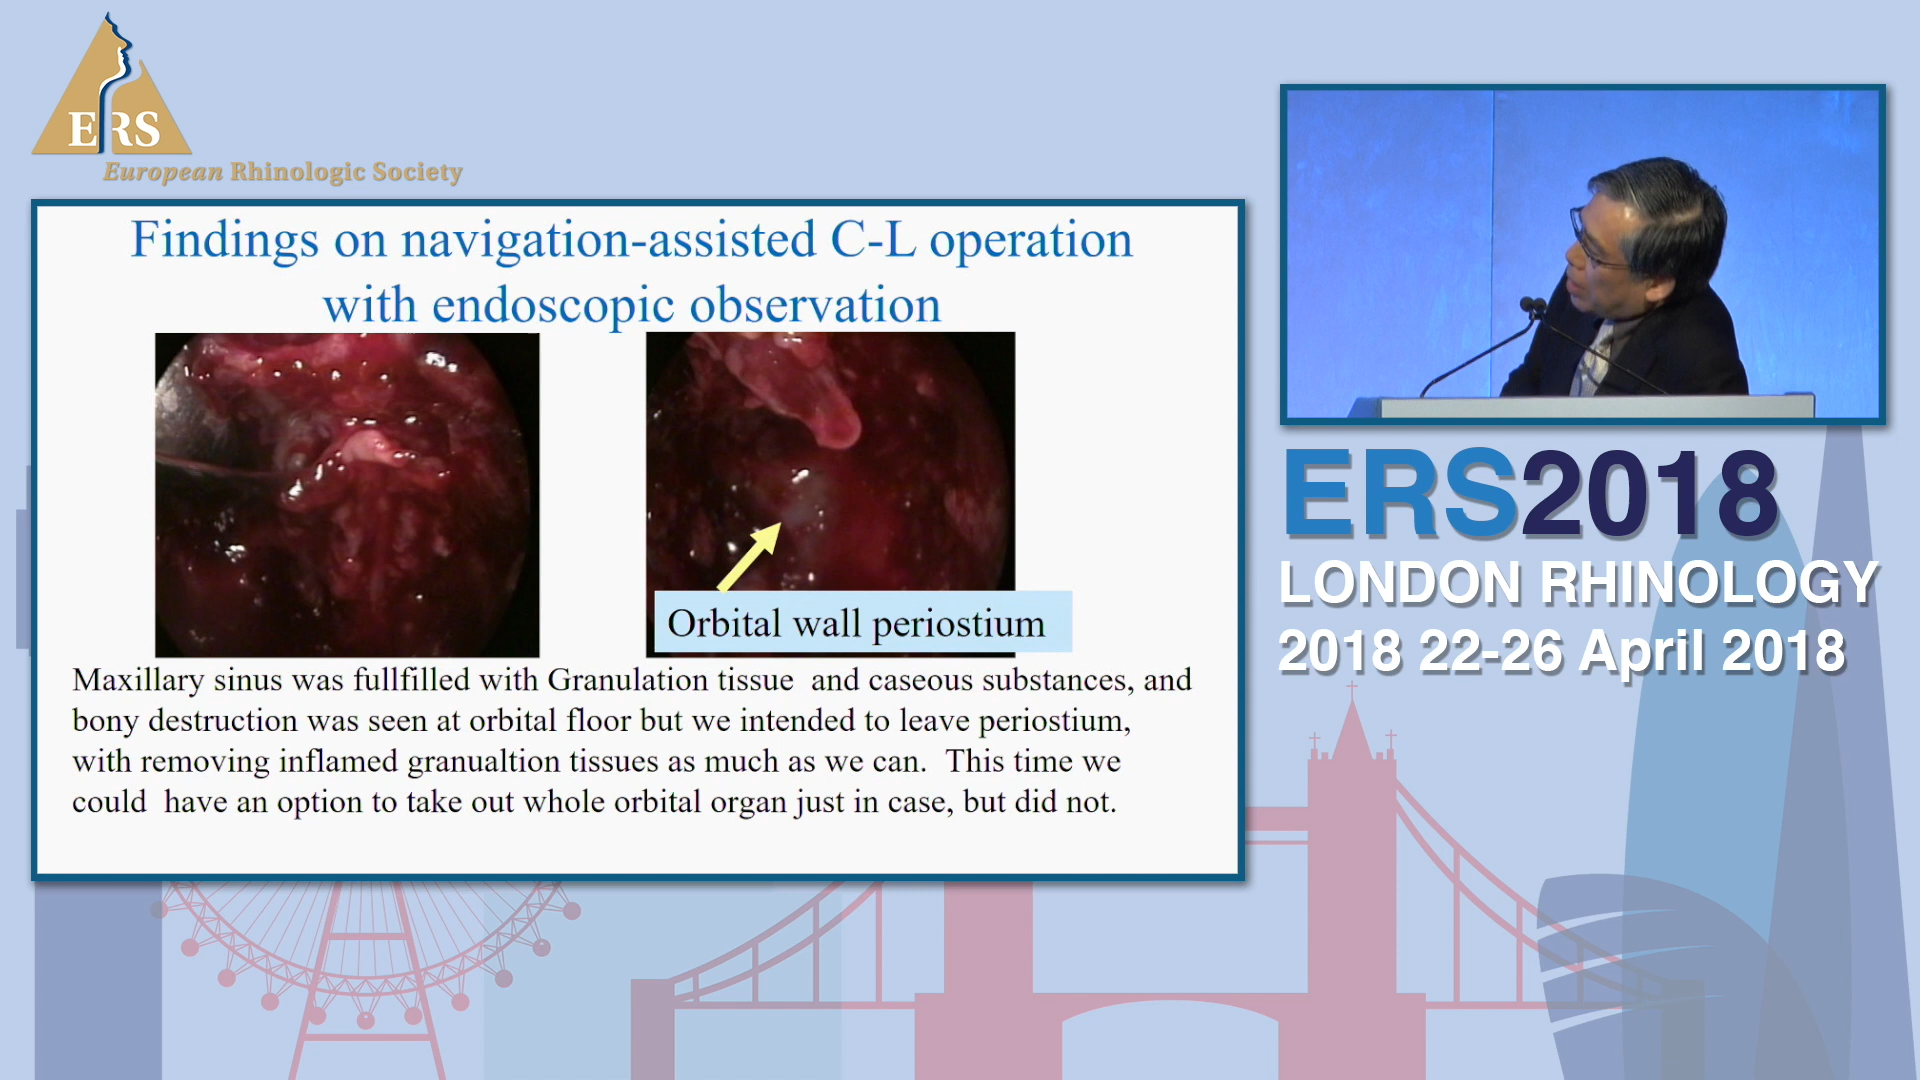 ERS
European Rhinologic Society
Findings on navigation-assisted C-L operation
with endoscopic observation
Orbital wall periostium
Maxillary sinus was fullfilled with Granulation tissue and caseous substances, and
bony destruction was seen at orbital floor but we intended to leave periostium,
with removing inflamed granualtion tissues as much as we can. This time we
could have an option to take out whole orbital organ just in case, but did not.
ERS2018
LONDON RHINOLOGY
2018 22-26 April 2018